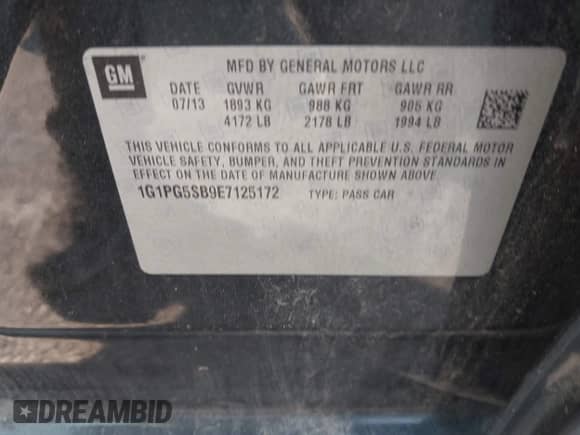 GM
MFD BY GENERAL MOTORS LLC
DATE GVWR GAWR FRT GAWR RR
07/13 1893 KG 988 KG 905 KG
4172 LB 2178 LB 1994 LB
THIS VEHICLE CONFORMS TO ALL APPLICABLE U.S. FEDERAL MOTOR
VEHICLE SAFETY, BUMPER, AND THEFT PREVENTION STANDARDS IN
EFFECT ON THE DATE OF MANUFACTURE SHOWN ABOVE.
1G1PG5SB9E7125172 TYPE: PASS CAR
DREAMBID